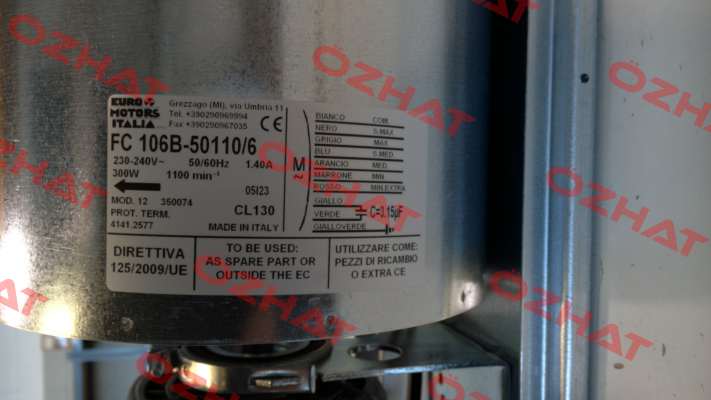 EURO
MOTORS
ITALIA s.r.l.
Grezzago (MI), via Umbria 11
Tel. +390290969994
Fax +390290967035
CE
FC 106B-50110/6
230-240V~ 50/60Hz 1.40A
300W 1100 min⁻¹
05I23
MOD. 12 350074
PROT. TERM. CL130
4141.2577 MADE IN ITALY
M
~
BIANCO COM.
NERO S.MAX
GRIGIO MAX
BLU S.MED.
ARANCIO MED.
MARRONE MIN.
ROSSO MIN.EXTRA
GIALLO
VERDE C=3.15µF
GIALLOVERDE
DIRETTIVA
125/2009/UE
TO BE USED:
AS SPARE PART OR
OUTSIDE THE EC
UTILIZZARE COME:
PEZZI DI RICAMBIO
O EXTRA CE
OZHAT
OZHAT
OZHAT
OZHAT
OZHAT
OZHAT
OZHAT
OZHAT
OZHAT